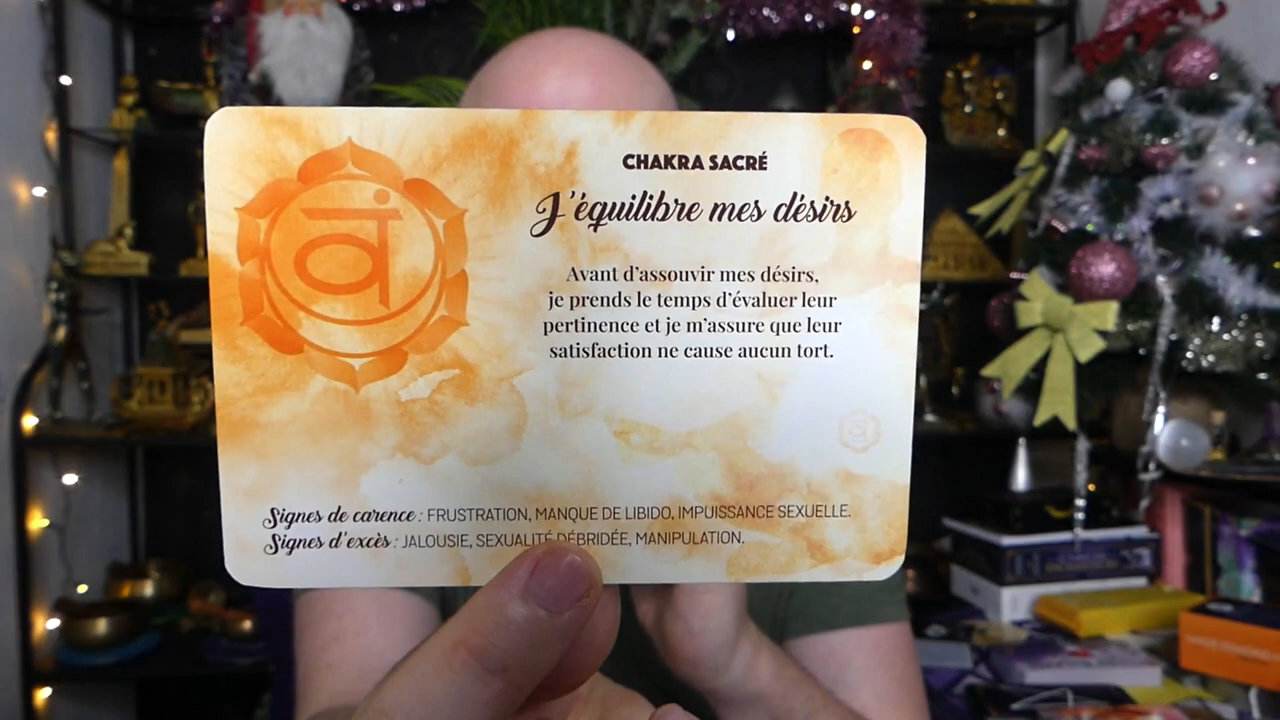 CHAKRA SACRÉ
J'équilibre mes désirs
Avant d'assouvir mes désirs,
je prends le temps d'évaluer leur
pertinence et je m'assure que leur
satisfaction ne cause aucun tort.
वं
Signes de carence : FRUSTRATION, MANQUE DE LIBIDO, IMPUISSANCE SEXUELLE.
Signes d'excès : JALOUSIE, SEXUALITÉ DÉBRIDÉE, MANIPULATION.